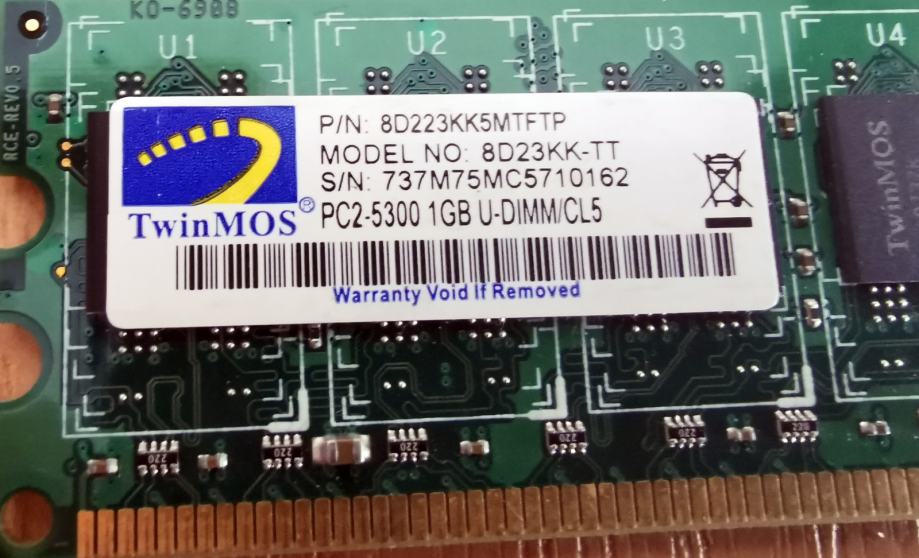 KO-6988
U1 U2 U3 U4
RCE-REV0.5
P/N: 8D223KK5MTFTP
MODEL NO: 8D23KK-TT
S/N: 737M75MC5710162
TwinMOS® PC2-5300 1GB U-DIMM/CL5
Warranty Void If Removed
TwinMOS
220 220 220 220 220 220